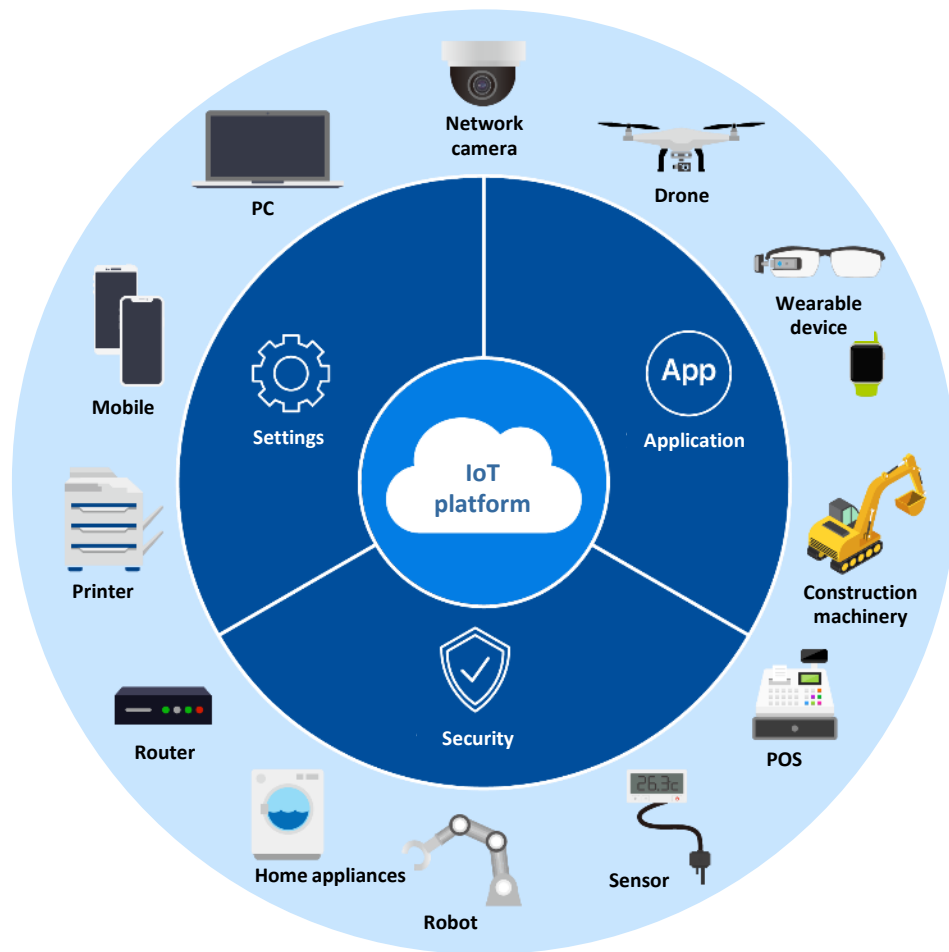 Network
camera
Drone
PC
Wearable
device
Mobile
Settings
App
Application
IoT
platform
Printer
Construction
machinery
Security
Router
POS
26.3c
Home appliances
Sensor
Robot